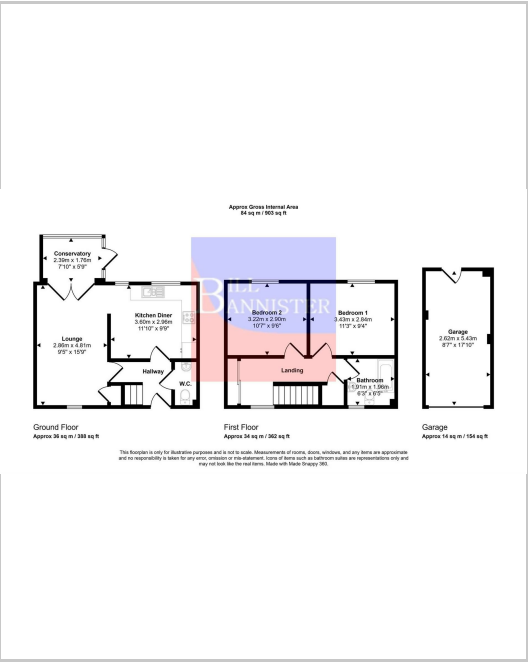 Approx Gross Internal Area
84 sq m / 903 sq ft
BILL
BANNISTER
Conservatory
2.39m x 1.76m
7'10" x 5'9"
Lounge
2.86m x 4.81m
9'5" x 15'9"
Kitchen Diner
3.60m x 2.96m
11'10" x 9'9"
Hallway
W.C.
Bedroom 2
3.22m x 2.90m
10'7" x 9'6"
Bedroom 1
3.43m x 2.84m
11'3" x 9'4"
Landing
Bathroom
1.91m x 1.96m
6'3" x 6'5"
Garage
2.62m x 5.43m
8'7" x 17'10"
Ground Floor
Approx 36 sq m / 388 sq ft
First Floor
Approx 34 sq m / 362 sq ft
Garage
Approx 14 sq m / 154 sq ft
This floorplan is only for illustrative purposes and is not to scale. Measurements of rooms, doors, windows, and any items are approximate
and no responsibility is taken for any error, omission or mis-statement. Icons of items such as bathroom suites are representations only and
may not look like the real items. Made with Made Snappy 360.